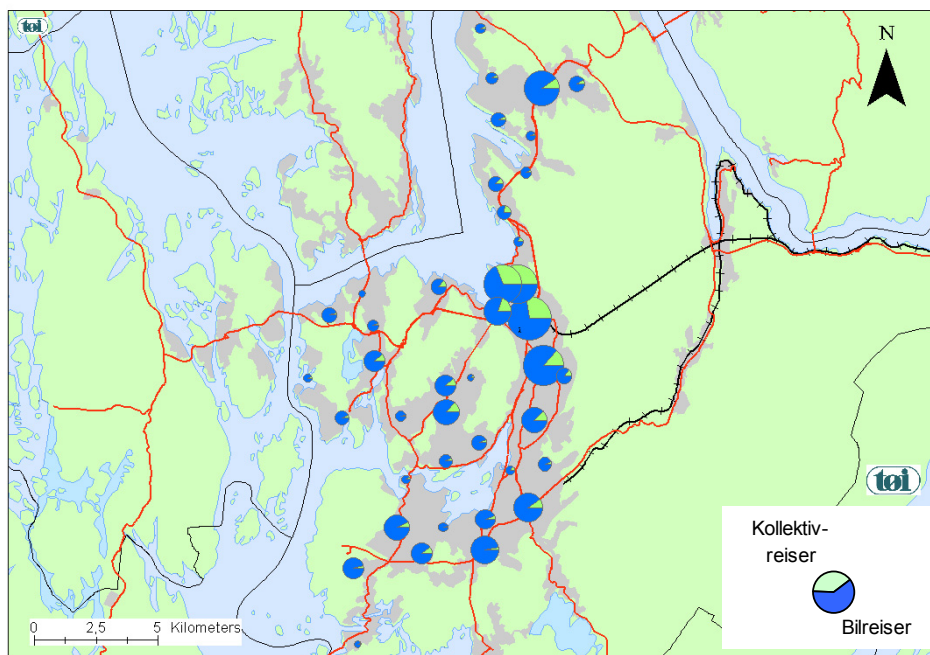 tøi
N
tøi
Kollektiv-
reiser
Bilreiser
0 2,5 5 Kilometers